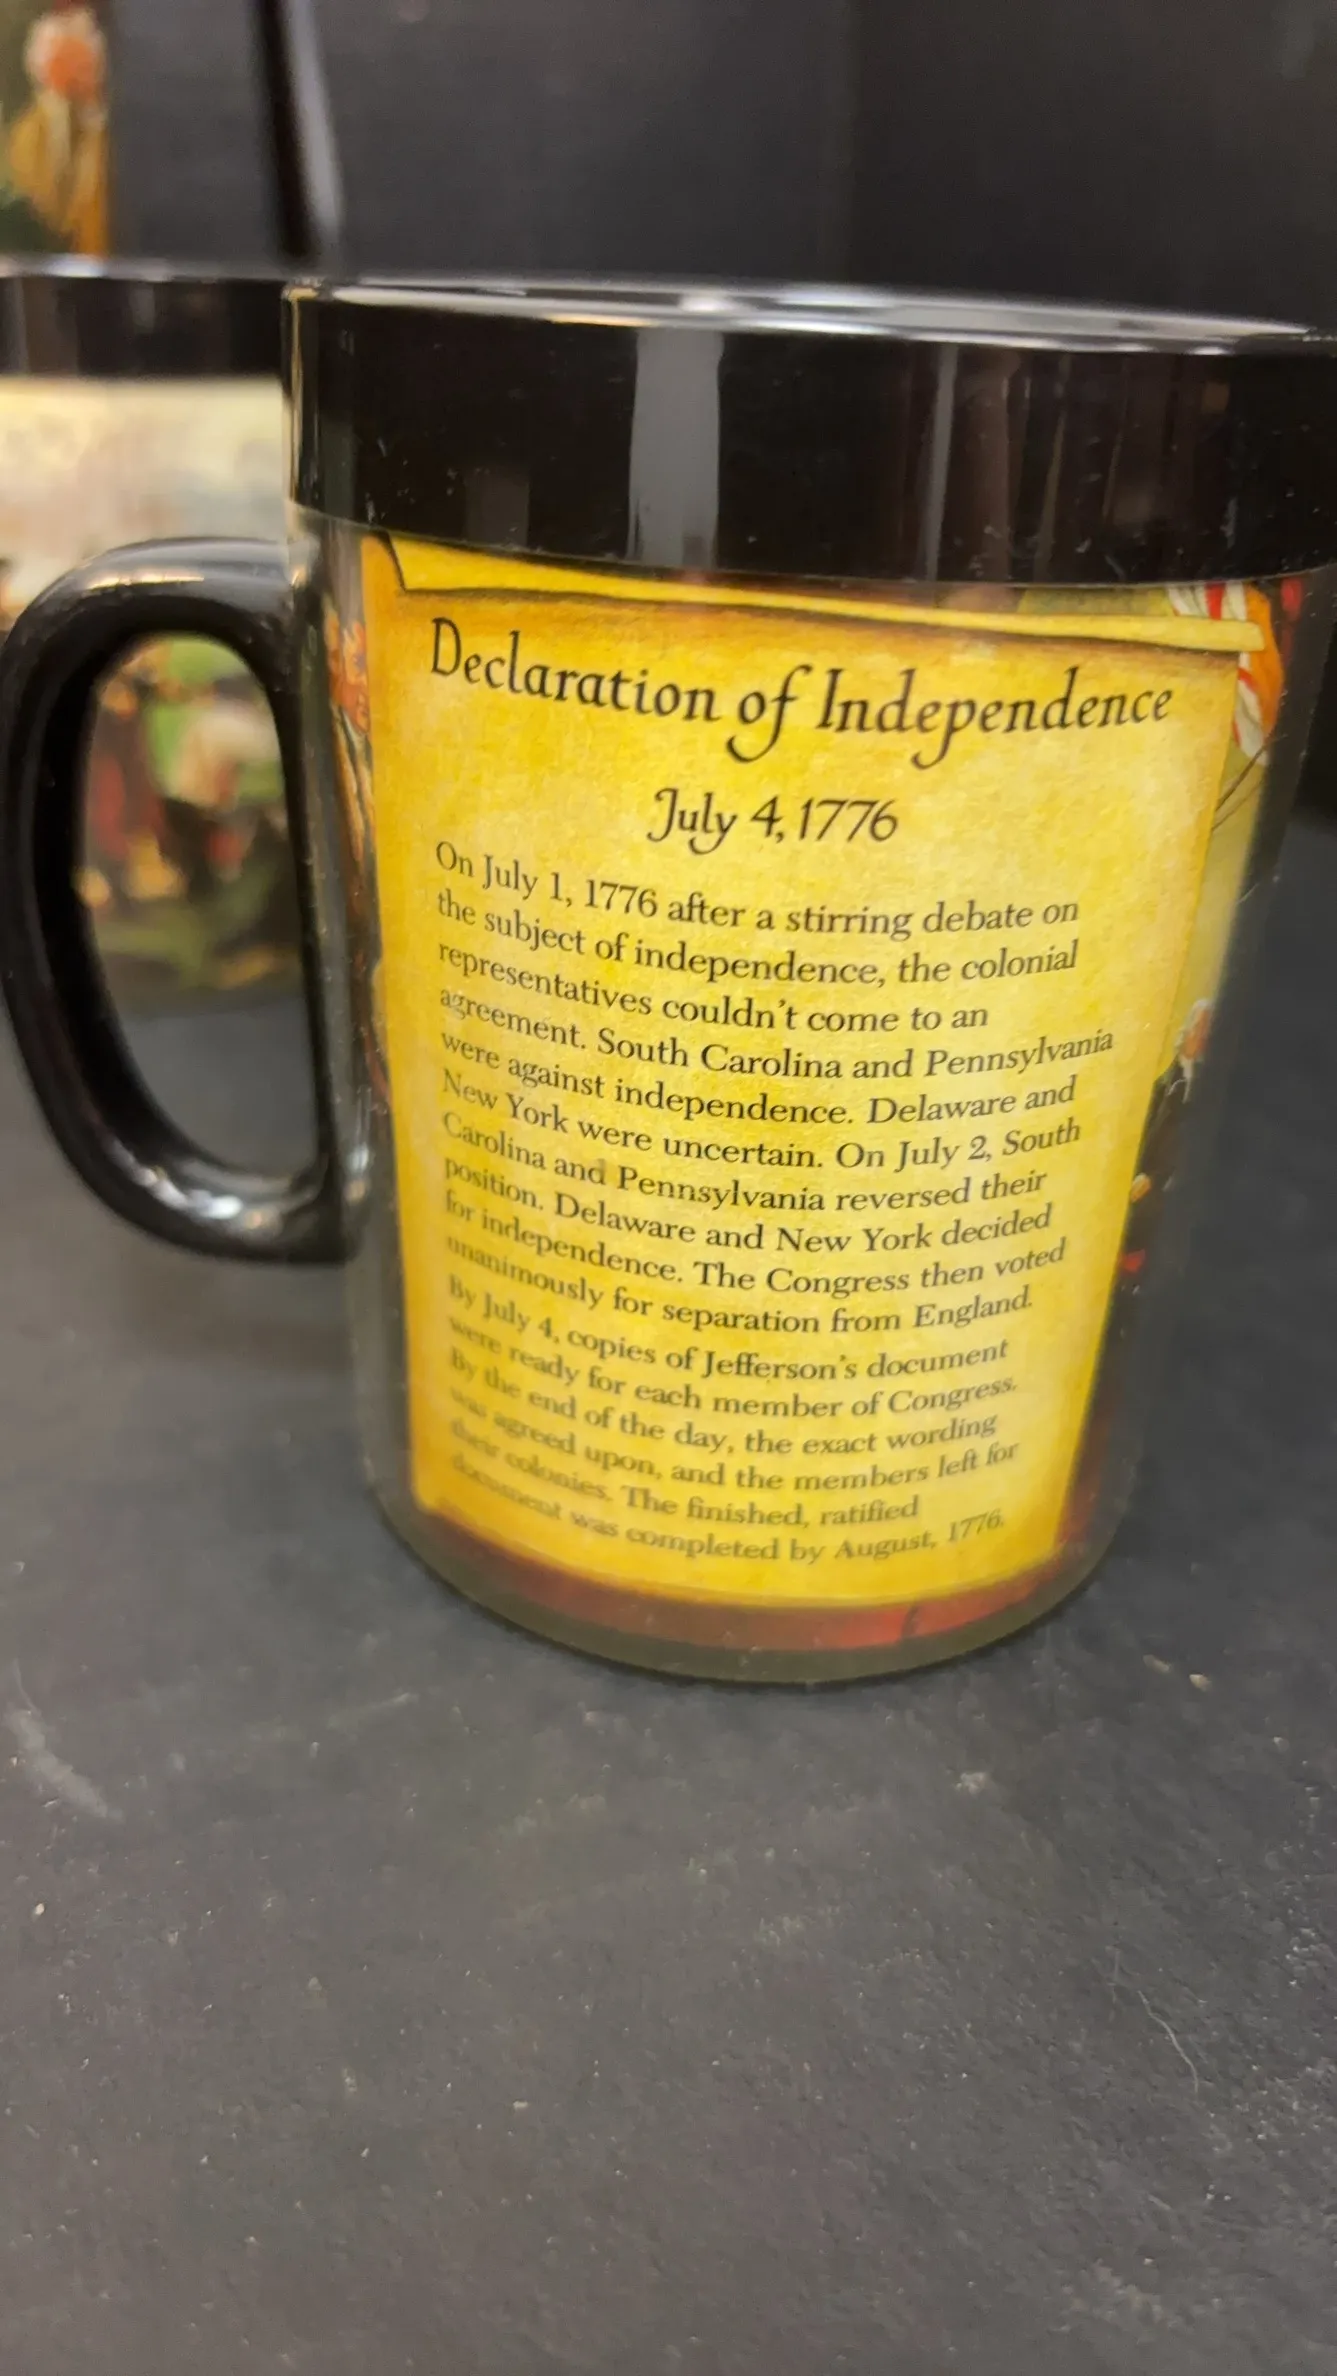 Declaration of Independence
July 4, 1776
On July 1, 1776 after a stirring debate on
the subject of independence, the colonial
representatives couldn't come to an
agreement. South Carolina and Pennsylvania
were against independence. Delaware and
New York were uncertain. On July 2, South
Carolina and Pennsylvania reversed their
position. Delaware and New York decided
for independence. The Congress then voted
unanimously for separation from England.
By July 4, copies of Jefferson's document
were ready for each member of Congress.
By the end of the day, the exact wording
was agreed upon, and the members left for
their colonies. The finished, ratified
document was completed by August, 1776.